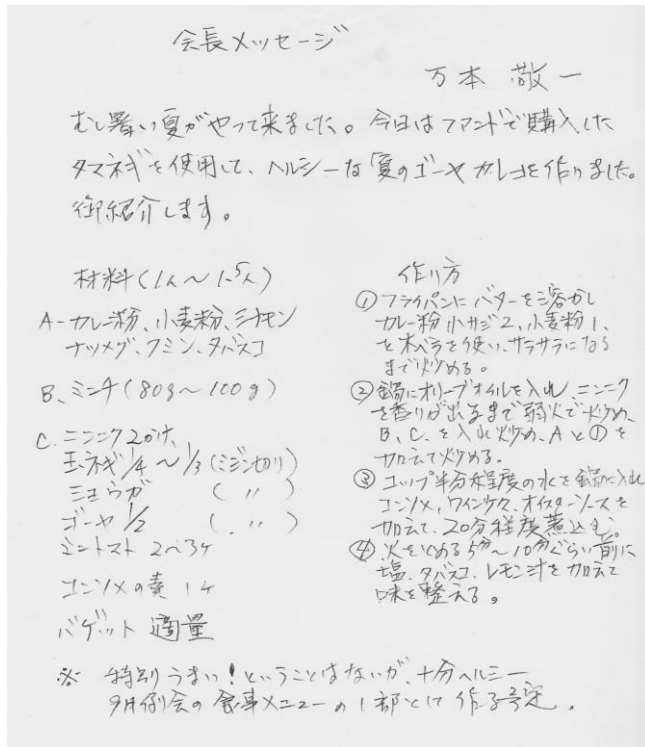 会長メッセージ
万本 敬一
むし暑い夏がやって来ました。今日はファンドで購入した
タマネギを使用して、ヘルシーな「夏のゴーヤカレー」を作りました。
御紹介します。
材料(1人〜1.5人)
A-カレー粉、小麦粉、シナモン
ナツメグ、クミン、タバスコ
B、ミンチ(80g〜100g)
C.ニンニク2かけ、
玉ネギ1/4〜1/3(ミジン切り)
ミョウガ (〃)
ゴーヤ1/2 (〃)
ミントマト 2〜3ケ
コンソメの素 1ケ
バゲット 適量
作り方
①フライパンにバターを溶かし
カレー粉小サジ2、小麦粉1、
を木ベラを使い、サラサラになる
まで炒める。
②鍋にオリーブオイルを入れ、ニンニク
を香りが出るまで弱火で炒め、
B、C、を入れ炒め、Aと①を
加えて炒める。
③コップ半分程度の水を鍋に入れ
コンソメ、ワイン少々、オイスターソースを
加えて、20分程度煮込む。
④火をとめる5分〜10分ぐらい前に
塩、タバスコ、レモン汁を加えて
味を整える。
※ 特別うまい!ということはないが、十分ヘルシー
9月例会の食事メニューの1部として作る予定.